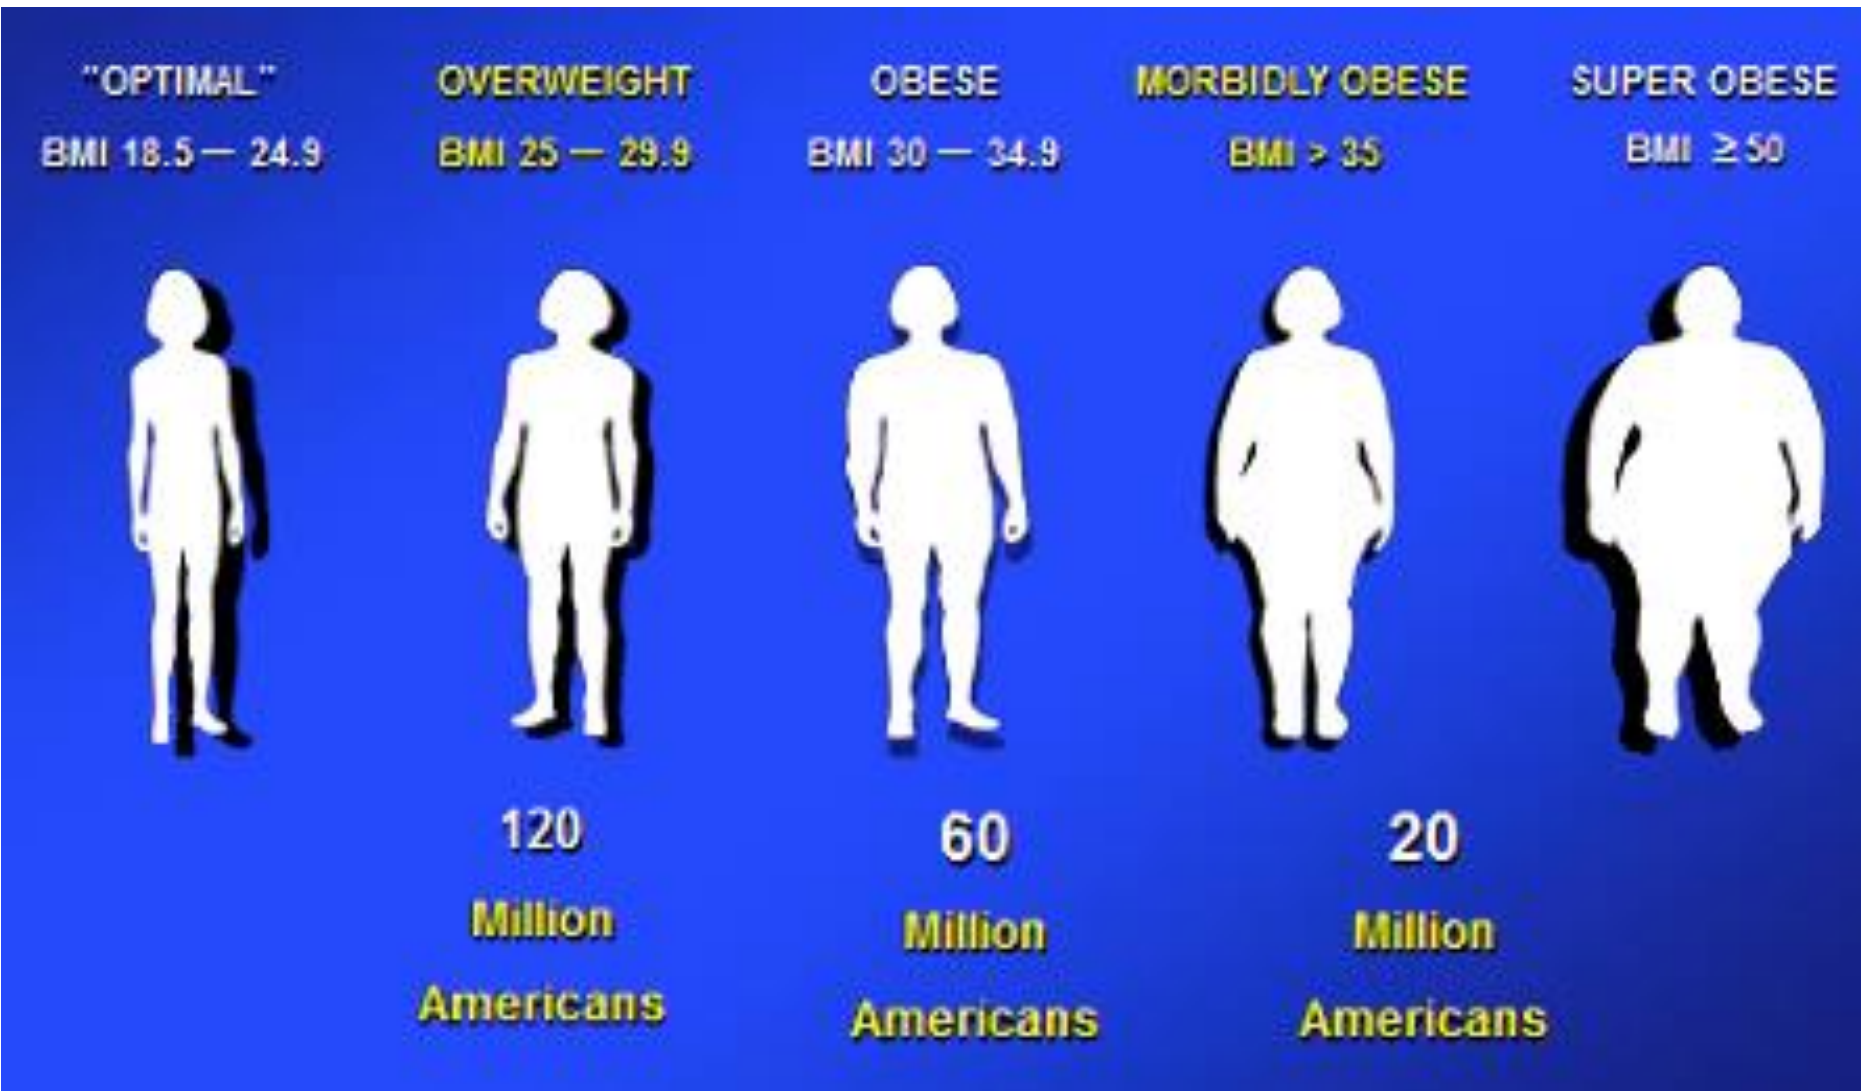 "OPTIMAL"
BMI 18.5 — 24.9
OVERWEIGHT
BMI 25 — 29.9
120
Million
Americans
OBESE
BMI 30 — 34.9
60
Million
Americans
MORBIDLY OBESE
BMI > 35
20
Million
Americans
SUPER OBESE
BMI ≥ 50